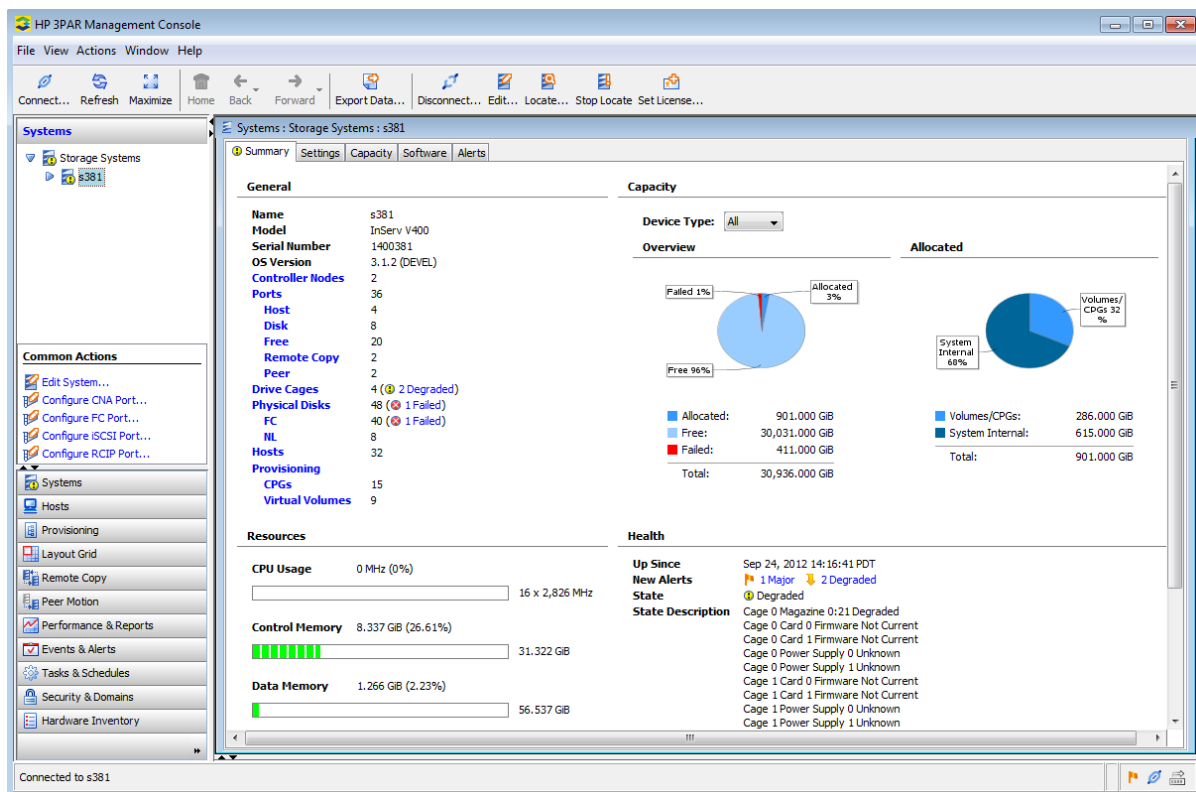 HP 3PAR Management Console
File View Actions Window Help
Connect... Refresh Maximize Home Back Forward Export Data... Disconnect... Edit... Locate... Stop Locate Set License...
Systems
Storage Systems
s381
Common Actions
Edit System...
Configure CNA Port...
Configure FC Port...
Configure iSCSI Port...
Configure RCIP Port...
Systems
Hosts
Provisioning
Layout Grid
Remote Copy
Peer Motion
Performance & Reports
Events & Alerts
Tasks & Schedules
Security & Domains
Hardware Inventory
»
Systems : Storage Systems : s381
Summary Settings Capacity Software Alerts
General
Name s381
Model InServ V400
Serial Number 1400381
OS Version 3.1.2 (DEVEL)
Controller Nodes 2
Ports 36
Host 4
Disk 8
Free 20
Remote Copy 2
Peer 2
Drive Cages 4 ( 2 Degraded)
Physical Disks 48 ( 1 Failed)
FC 40 ( 1 Failed)
NL 8
Hosts 32
Provisioning
CPGs 15
Virtual Volumes 9
Capacity
Device Type: All
Overview
Failed 1%
Allocated
3%
Free 96%
Allocated: 901.000 GiB
Free: 30,031.000 GiB
Failed: 411.000 GiB
Total: 30,936.000 GiB
Allocated
Volumes/
CPGs 32
%
System
Internal
68%
Volumes/CPGs: 286.000 GiB
System Internal: 615.000 GiB
Total: 901.000 GiB
Resources
CPU Usage 0 MHz (0%)
16 x 2,826 MHz
Control Memory 8.337 GiB (26.61%)
31.322 GiB
Data Memory 1.266 GiB (2.23%)
56.537 GiB
Health
Up Since Sep 24, 2012 14:16:41 PDT
New Alerts 1 Major 2 Degraded
State Degraded
State Description Cage 0 Magazine 0:21 Degraded
Cage 0 Card 0 Firmware Not Current
Cage 0 Card 1 Firmware Not Current
Cage 0 Power Supply 0 Unknown
Cage 0 Power Supply 1 Unknown
Cage 1 Card 0 Firmware Not Current
Cage 1 Card 1 Firmware Not Current
Cage 1 Power Supply 0 Unknown
Cage 1 Power Supply 1 Unknown
Connected to s381